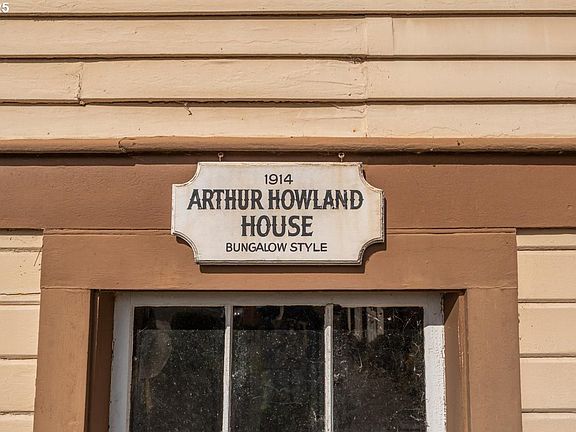 1914
ARTHUR HOWLAND
HOUSE
BUNGALOW STYLE